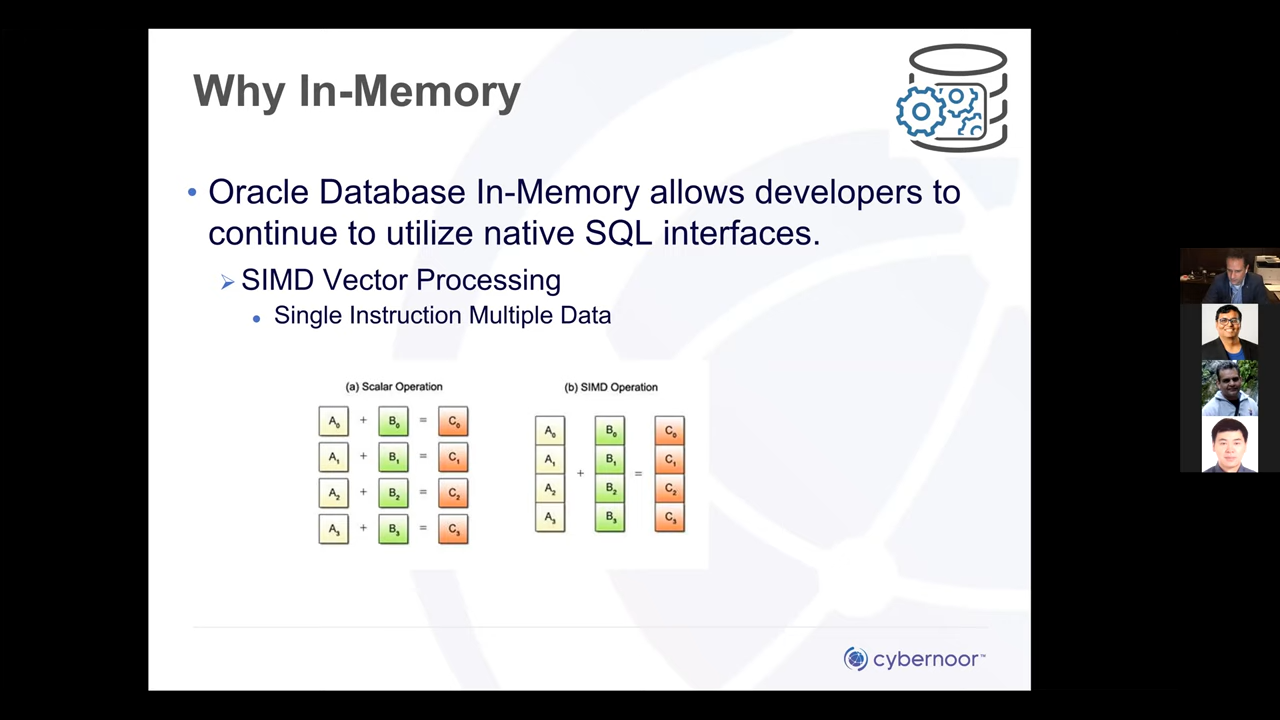 Why In-Memory
• Oracle Database In-Memory allows developers to
continue to utilize native SQL interfaces.
➢ SIMD Vector Processing
• Single Instruction Multiple Data
(a) Scalar Operation
A₀ + B₀ = C₀
A₁ + B₁ = C₁
A₂ + B₂ = C₂
A₃ + B₃ = C₃
(b) SIMD Operation
A₀ B₀ C₀
A₁ B₁ C₁
+ =
A₂ B₂ C₂
A₃ B₃ C₃
cybernoor™